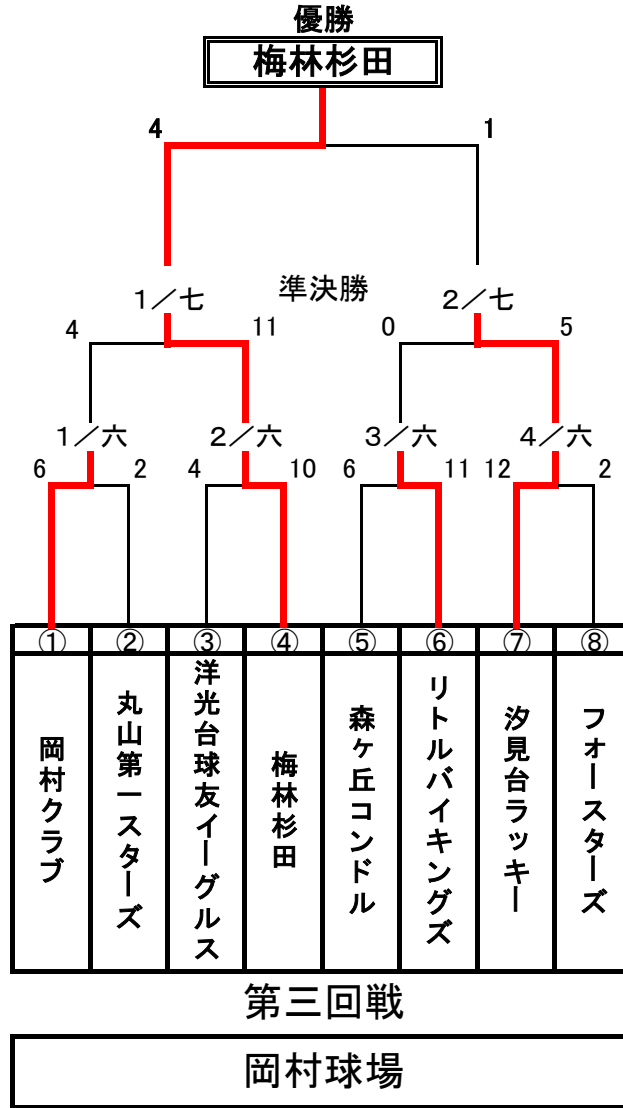 優勝
梅林杉田
4 1
1／七 準決勝 2／七
4 11 0 5
1／六 2／六 3／六 4／六
6 2 4 10 6 11 12 2
① ② ③ ④ ⑤ ⑥ ⑦ ⑧
岡村クラブ
丸山第一スターズ
洋光台球友イーグルス
梅林杉田
森ヶ丘コンドル
リトルバイキングズ
汐見台ラッキー
フォースターズ
第三回戦
岡村球場